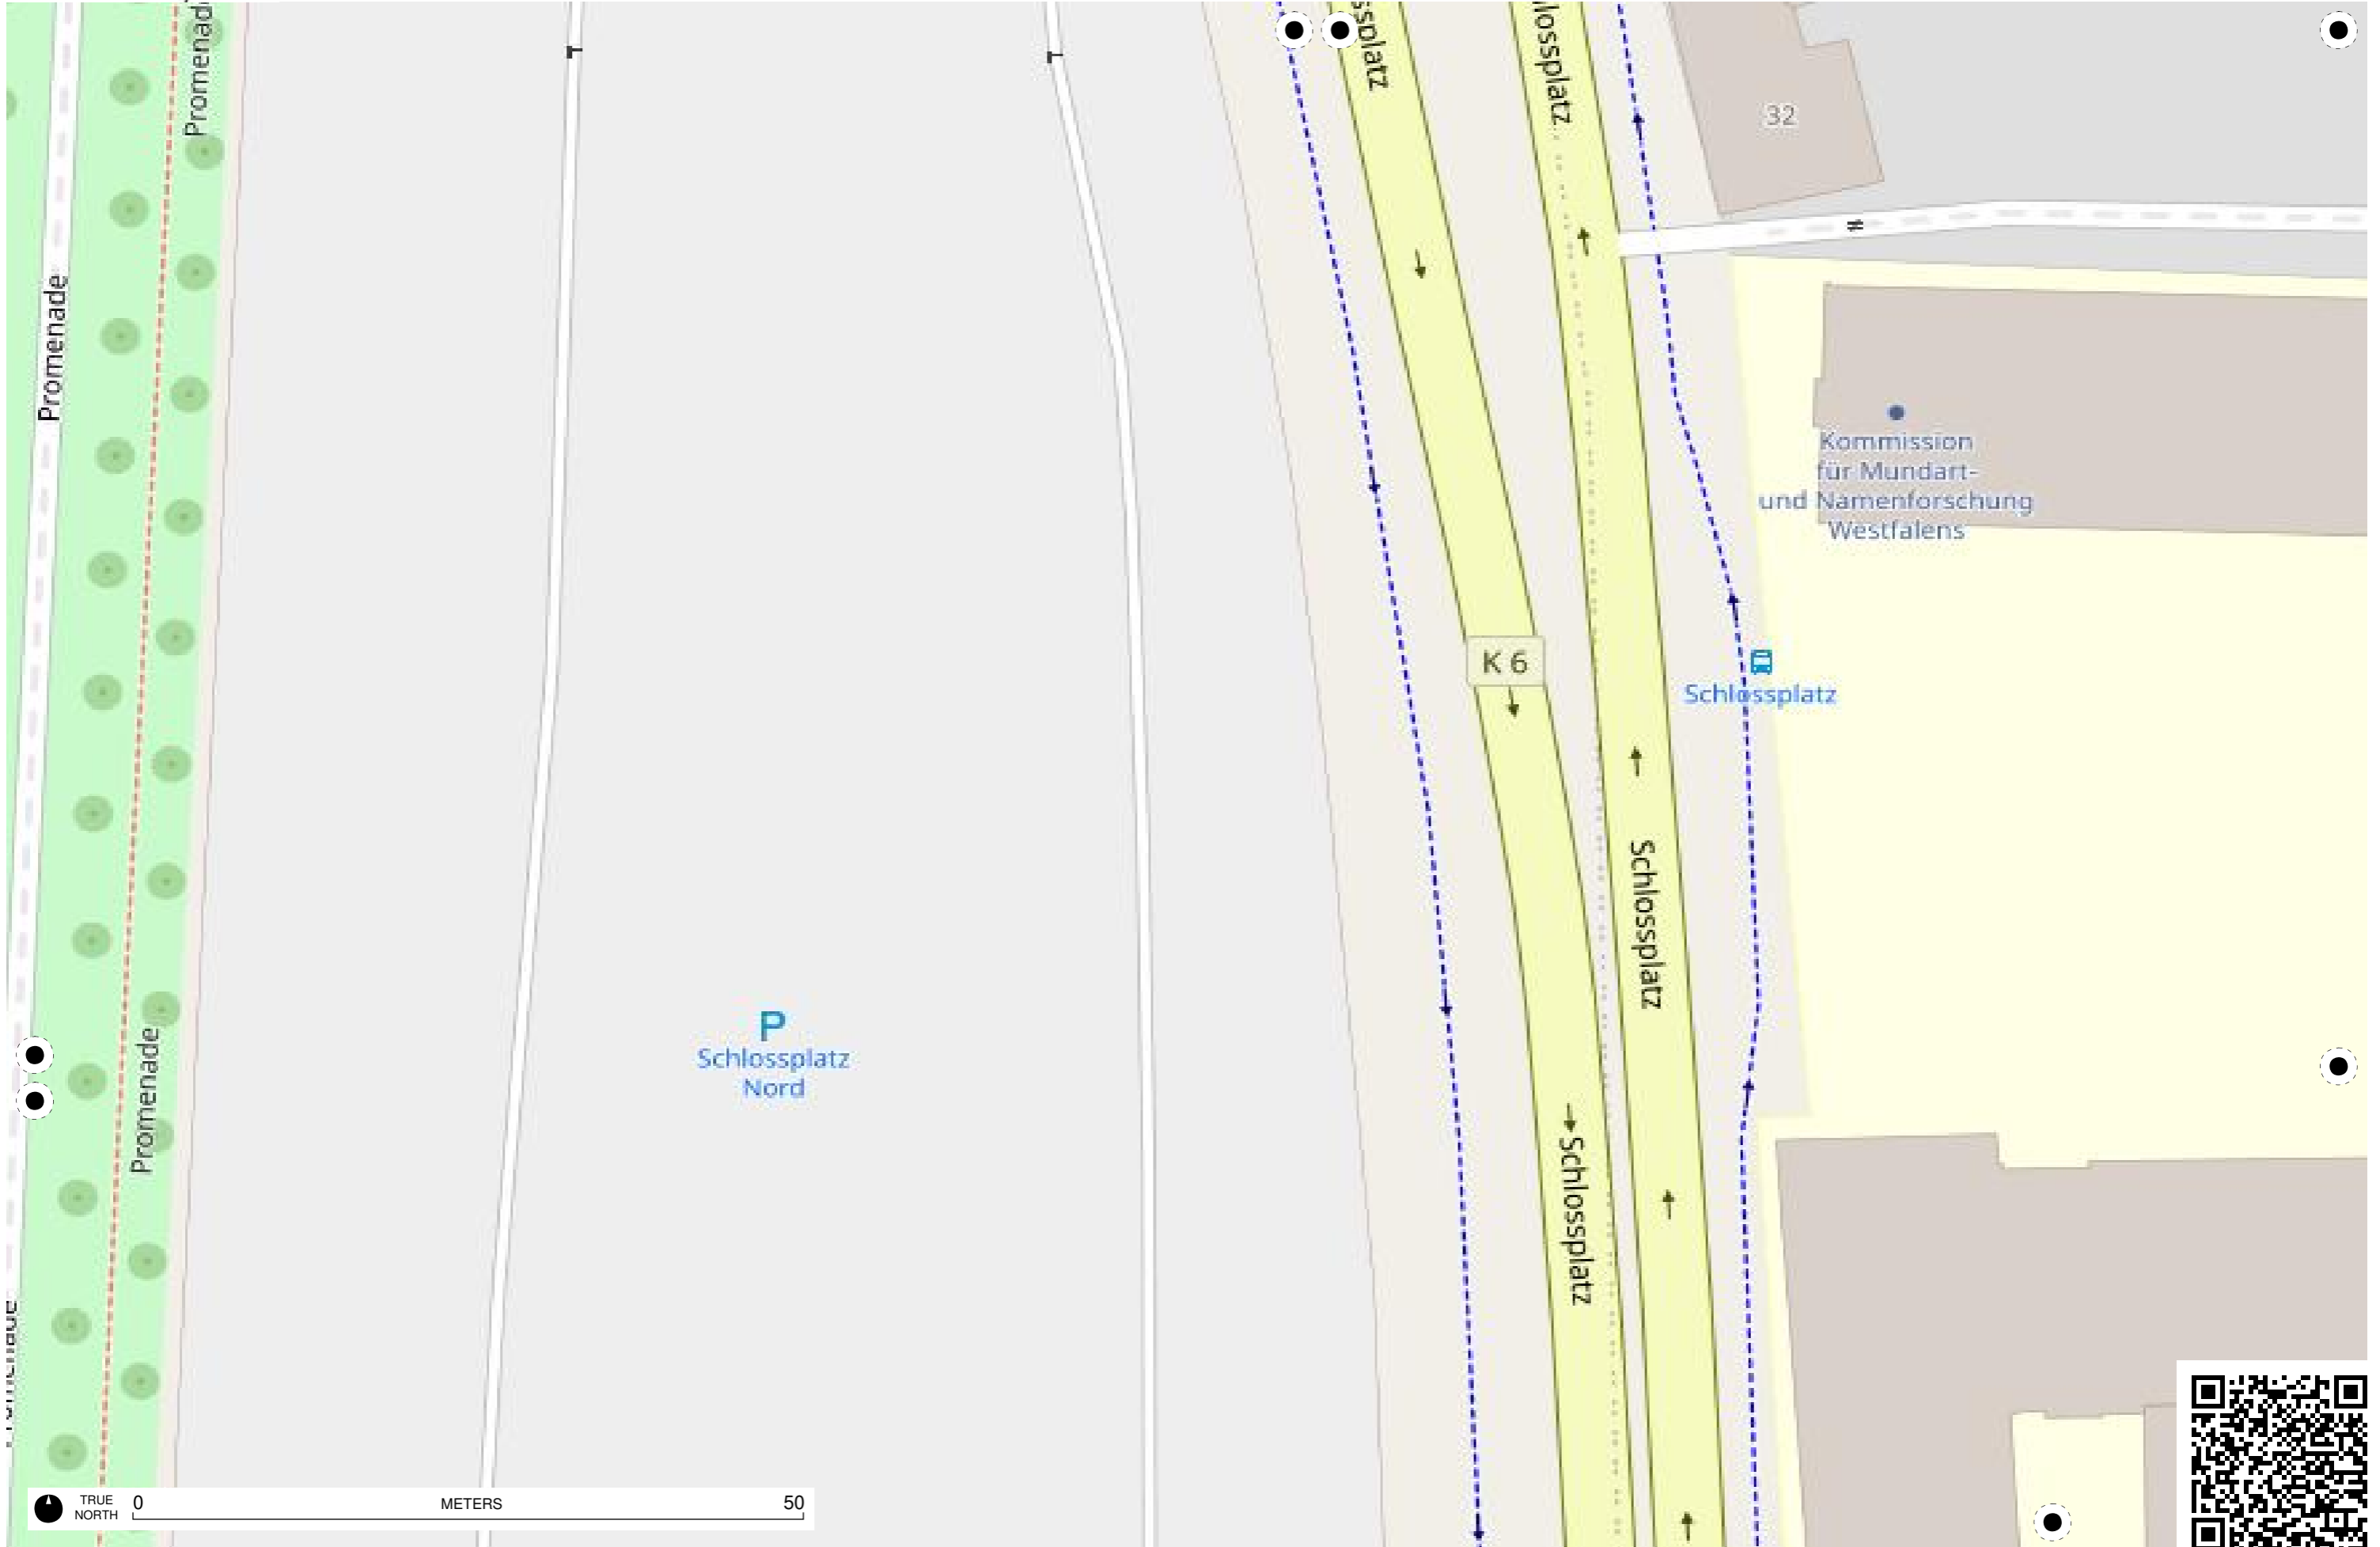 Promenad
ssplatz
lossplatz
32
Promenade
Kommission
für Mundart-
und Namenforschung
Westfalens
K 6
Schlossplatz
Schlossplatz
P
Schlossplatz
Nord
Promenade
Schlossplatz
TRUE
NORTH
0
METERS
50